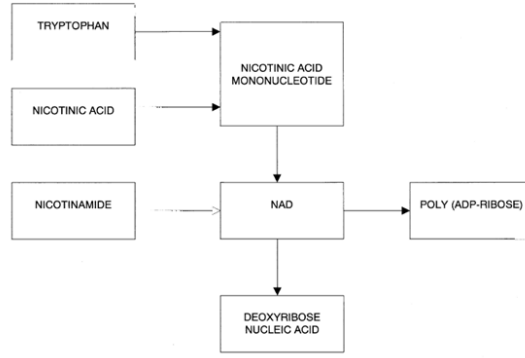 TRYPTOPHAN
NICOTINIC ACID
MONONUCLEOTIDE
NICOTINIC ACID
NICOTINAMIDE
NAD
POLY (ADP-RIBOSE)
DEOXYRIBOSE
NUCLEIC ACID